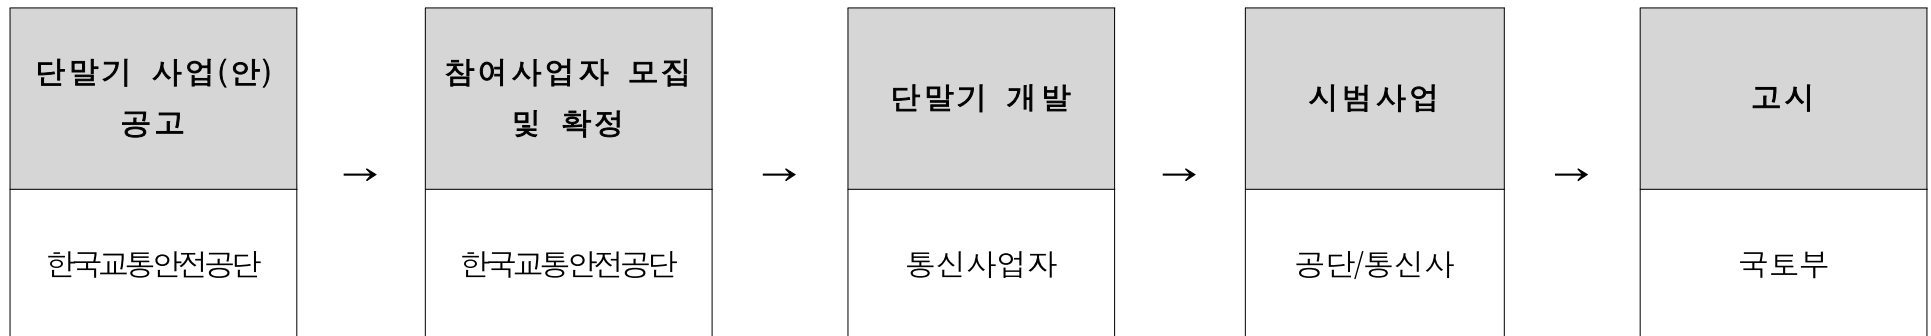 단말기 사업(안)
공고
참여사업자 모집
및 확정
단말기 개발
시범사업
고시
→
→
→
→
한국교통안전공단
한국교통안전공단
통신사업자
공단/통신사
국토부